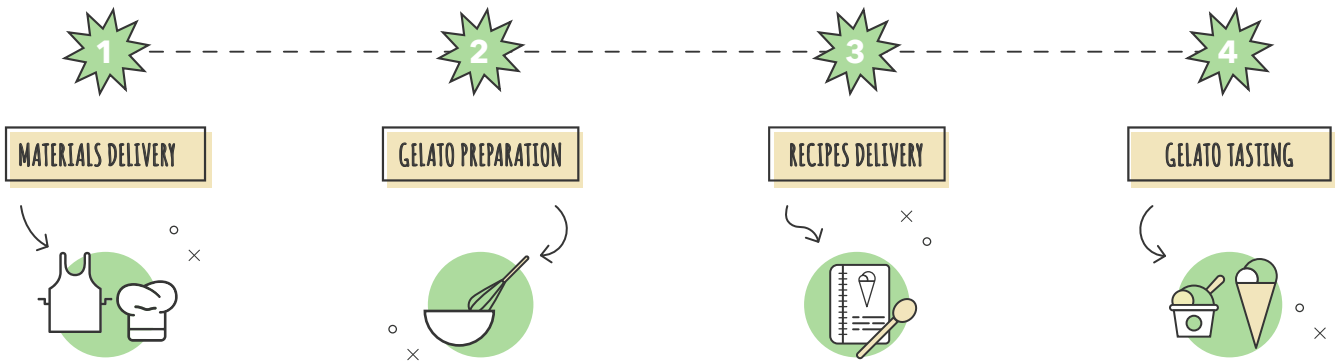 1
2
3
4
MATERIALS DELIVERY
GELATO PREPARATION
RECIPES DELIVERY
GELATO TASTING